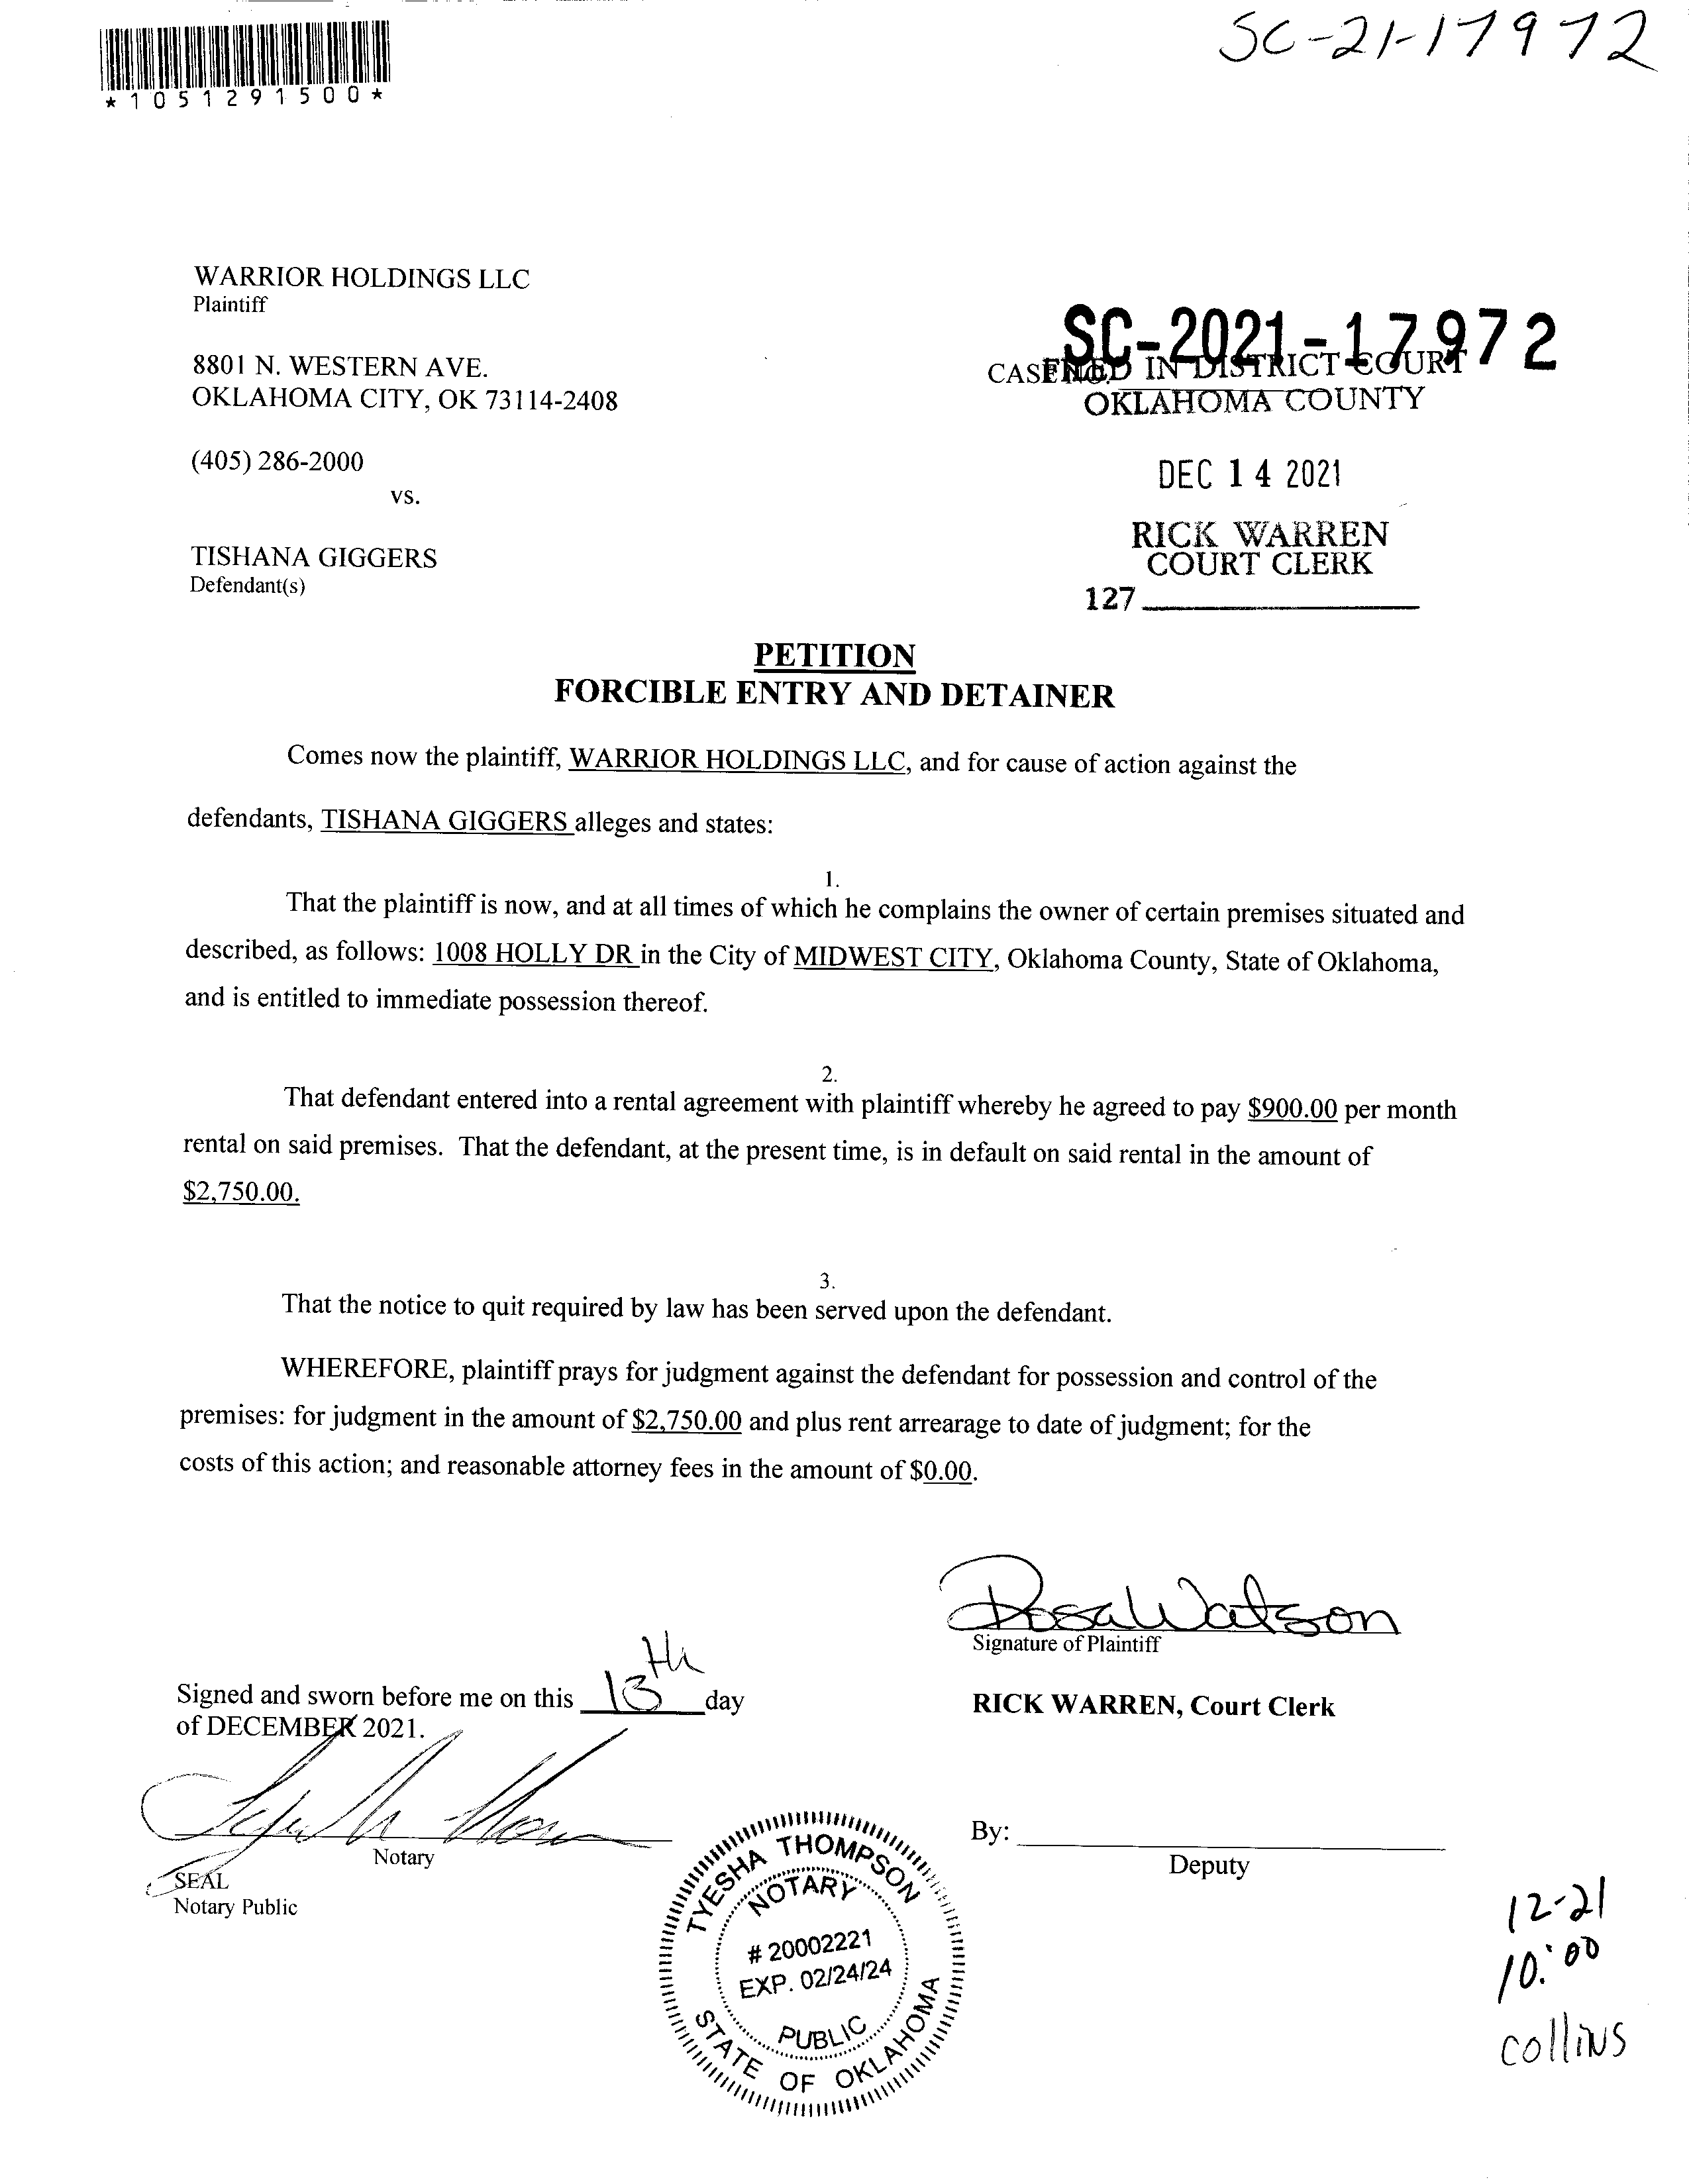 SC-21-17972
*1051291500*
WARRIOR HOLDINGS LLC
Plaintiff
8801 N. WESTERN AVE.
OKLAHOMA CITY, OK 73114-2408
(405) 286-2000
vs.
TISHANA GIGGERS
Defendant(s)
SC-2021-17972
CASE NO.
FILED IN DISTRICT COURT
OKLAHOMA COUNTY
DEC 14 2021
RICK WARREN
COURT CLERK
127
PETITION
FORCIBLE ENTRY AND DETAINER
Comes now the plaintiff, WARRIOR HOLDINGS LLC, and for cause of action against the
defendants, TISHANA GIGGERS alleges and states:
1.
That the plaintiff is now, and at all times of which he complains the owner of certain premises situated and
described, as follows: 1008 HOLLY DR in the City of MIDWEST CITY, Oklahoma County, State of Oklahoma,
and is entitled to immediate possession thereof.
2.
That defendant entered into a rental agreement with plaintiff whereby he agreed to pay $900.00 per month
rental on said premises. That the defendant, at the present time, is in default on said rental in the amount of
$2,750.00.
3.
That the notice to quit required by law has been served upon the defendant.
WHEREFORE, plaintiff prays for judgment against the defendant for possession and control of the
premises: for judgment in the amount of $2,750.00 and plus rent arrearage to date of judgment; for the
costs of this action; and reasonable attorney fees in the amount of $0.00.
Rosa Watson
Signature of Plaintiff
Signed and sworn before me on this 13th day
of DECEMBER 2021.
RICK WARREN, Court Clerk
Notary
SEAL
Notary Public
By:
Deputy
TYESHA THOMPSON
NOTARY
# 20002221
EXP. 02/24/24
PUBLIC
STATE OF OKLAHOMA
12-21
10:00
collins